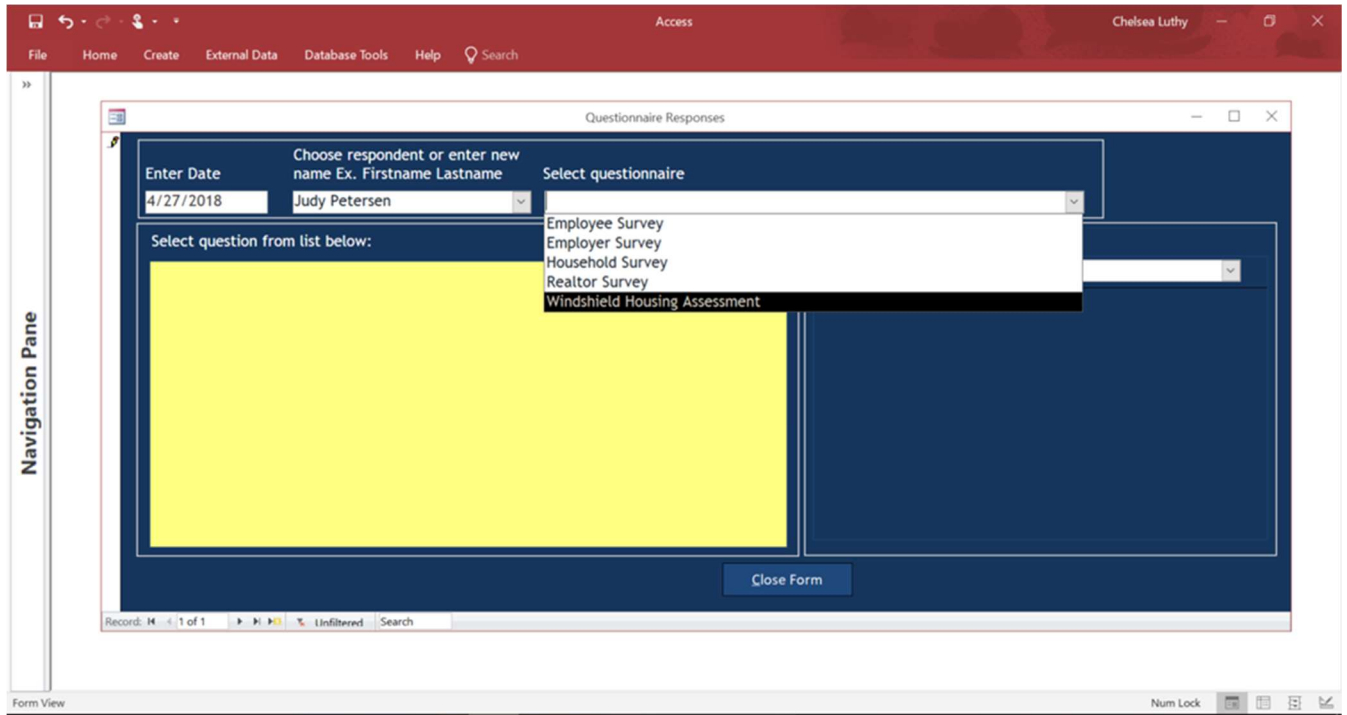 Access
Chelsea Luthy
File Home Create External Data Database Tools Help Search
»
Questionnaire Responses
Enter Date
Choose respondent or enter new
name Ex. Firstname Lastname
Select questionnaire
4/27/2018
Judy Petersen
Employee Survey
Employer Survey
Household Survey
Realtor Survey
Windshield Housing Assessment
Select question from list below:
Navigation Pane
Close Form
Record: 1 of 1 Unfiltered Search
Form View
Num Lock